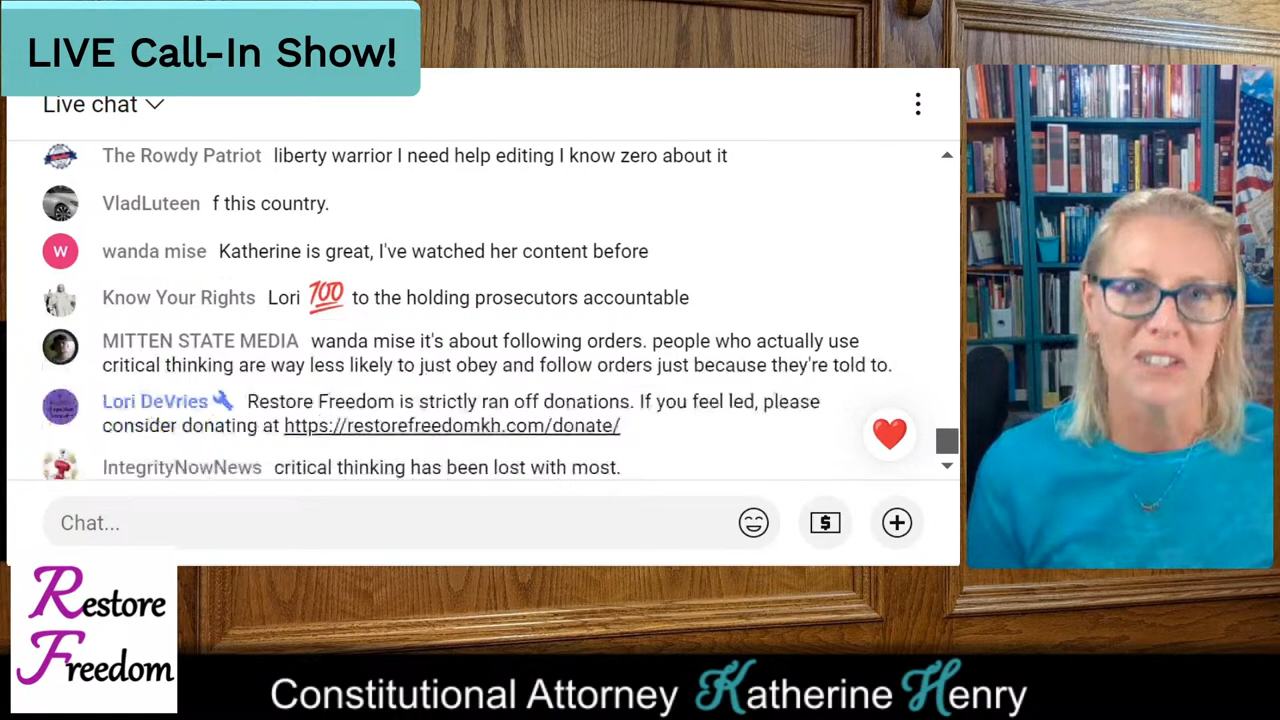 LIVE Call-In Show!
Live chat
The Rowdy Patriot liberty warrior I need help editing I know zero about it
VladLuteen f this country.
W wanda mise Katherine is great, I've watched her content before
Know Your Rights Lori 💯 to the holding prosecutors accountable
MITTEN STATE MEDIA wanda mise it's about following orders. people who actually use
critical thinking are way less likely to just obey and follow orders just because they're told to.
Lori DeVries Restore Freedom is strictly ran off donations. If you feel led, please
consider donating at https://restorefreedomkh.com/donate/
IntegrityNowNews critical thinking has been lost with most.
Chat...
Restore
Freedom
Constitutional Attorney Katherine Henry